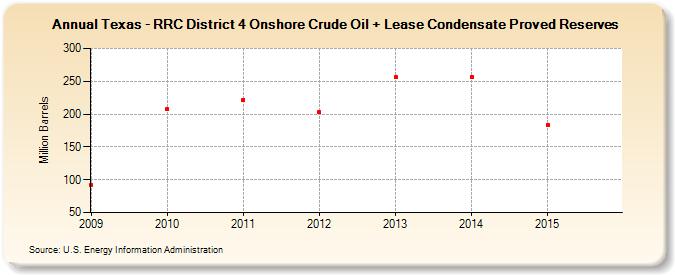 Annual Texas - RRC District 4 Onshore Crude Oil + Lease Condensate Proved Reserves
Million Barrels
300
250
200
150
100
50
2009 2010 2011 2012 2013 2014 2015
Source: U.S. Energy Information Administration